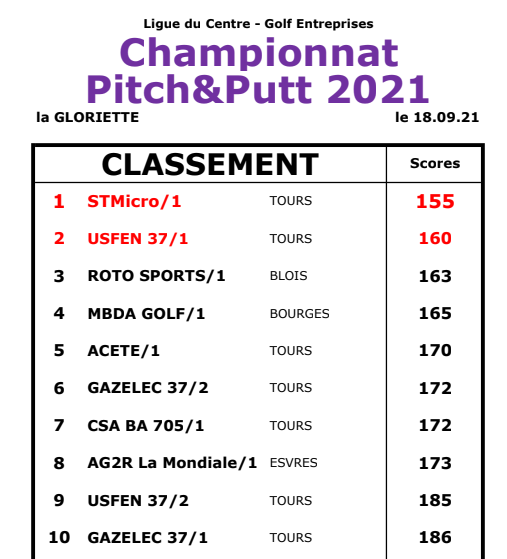 Ligue du Centre - Golf Entreprises
Championnat
Pitch&Putt 2021
la GLORIETTE le 18.09.21
CLASSEMENT Scores
1 STMicro/1 TOURS 155
2 USFEN 37/1 TOURS 160
3 ROTO SPORTS/1 BLOIS 163
4 MBDA GOLF/1 BOURGES 165
5 ACETE/1 TOURS 170
6 GAZELEC 37/2 TOURS 172
7 CSA BA 705/1 TOURS 172
8 AG2R La Mondiale/1 ESVRES 173
9 USFEN 37/2 TOURS 185
10 GAZELEC 37/1 TOURS 186